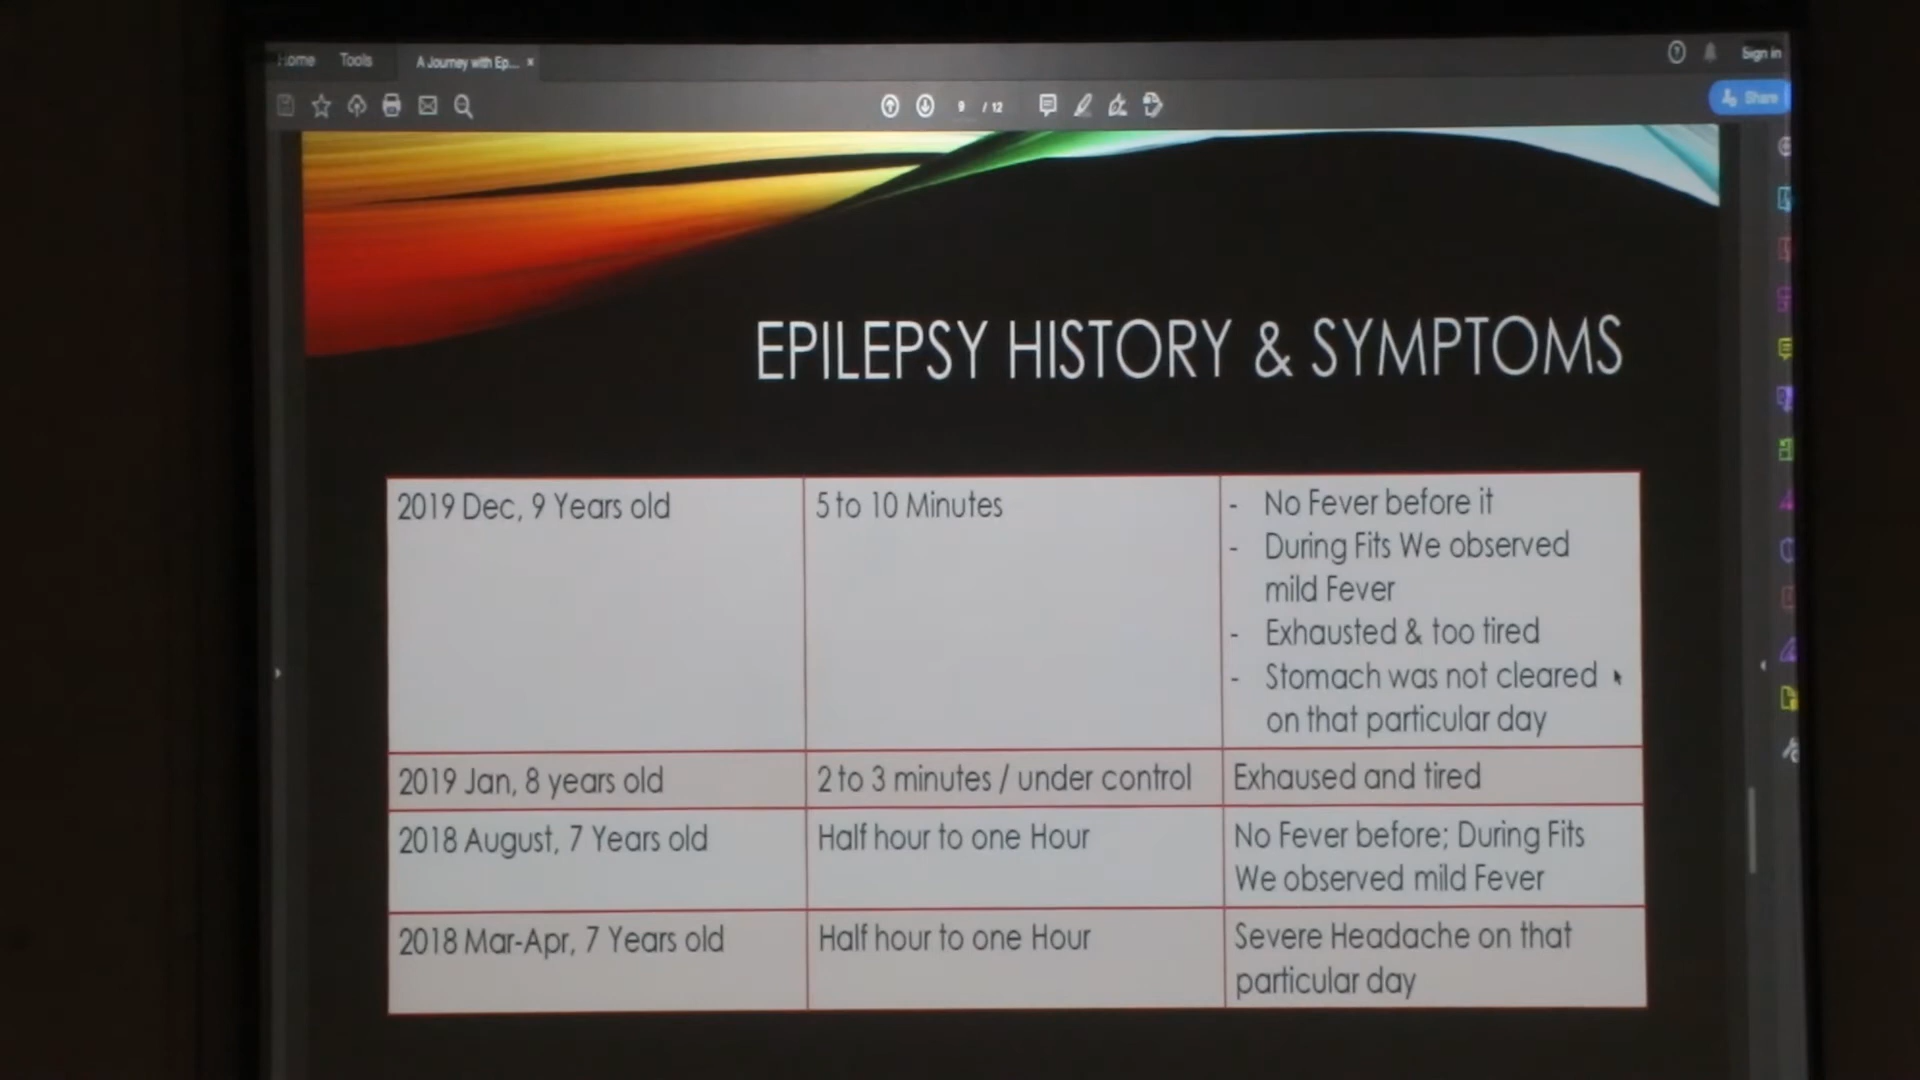 Home Tools A Journey with Ep... ×
Sign in
9 / 12
Share
EPILEPSY HISTORY & SYMPTOMS
2019 Dec, 9 Years old
5 to 10 Minutes
- No Fever before it
- During Fits We observed
mild Fever
- Exhausted & too tired
- Stomach was not cleared
on that particular day
2019 Jan, 8 years old
2 to 3 minutes / under control
Exhaused and tired
2018 August, 7 Years old
Half hour to one Hour
No Fever before; During Fits
We observed mild Fever
2018 Mar-Apr, 7 Years old
Half hour to one Hour
Severe Headache on that
particular day